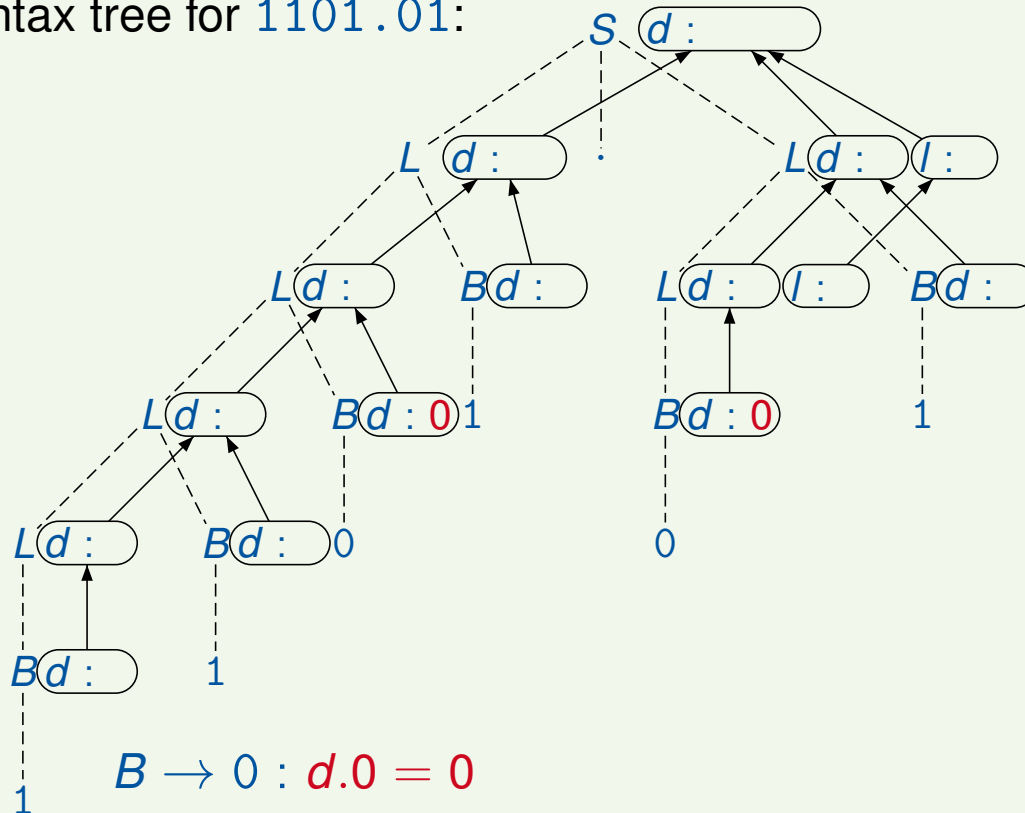 ntax tree for 1101.01:
S d :
L d : . L d : l :
L d : B d : L d : l : B d :
L d : B d : 0 1 B d : 0 1
L d : B d : 0 0
B d : 1
B → 0 : d.0 = 0
1